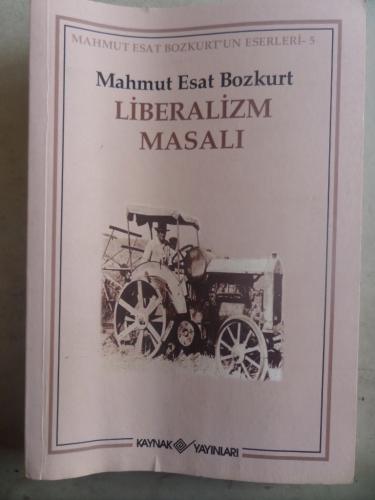 MAHMUT ESAT BOZKURT'UN ESERLERİ-5
Mahmut Esat Bozkurt
LİBERALİZM
MASALI
KAYNAK YAYINLARI